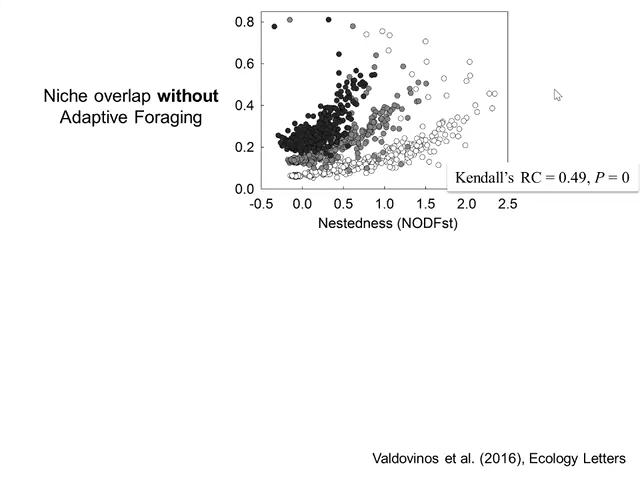 0.8
0.6
Niche overlap without
Adaptive Foraging
0.4
0.2
0.0
Kendall's RC = 0.49, P = 0
-0.5 0.0 0.5 1.0 1.5 2.0 2.5
Nestedness (NODFst)
Valdovinos et al. (2016), Ecology Letters